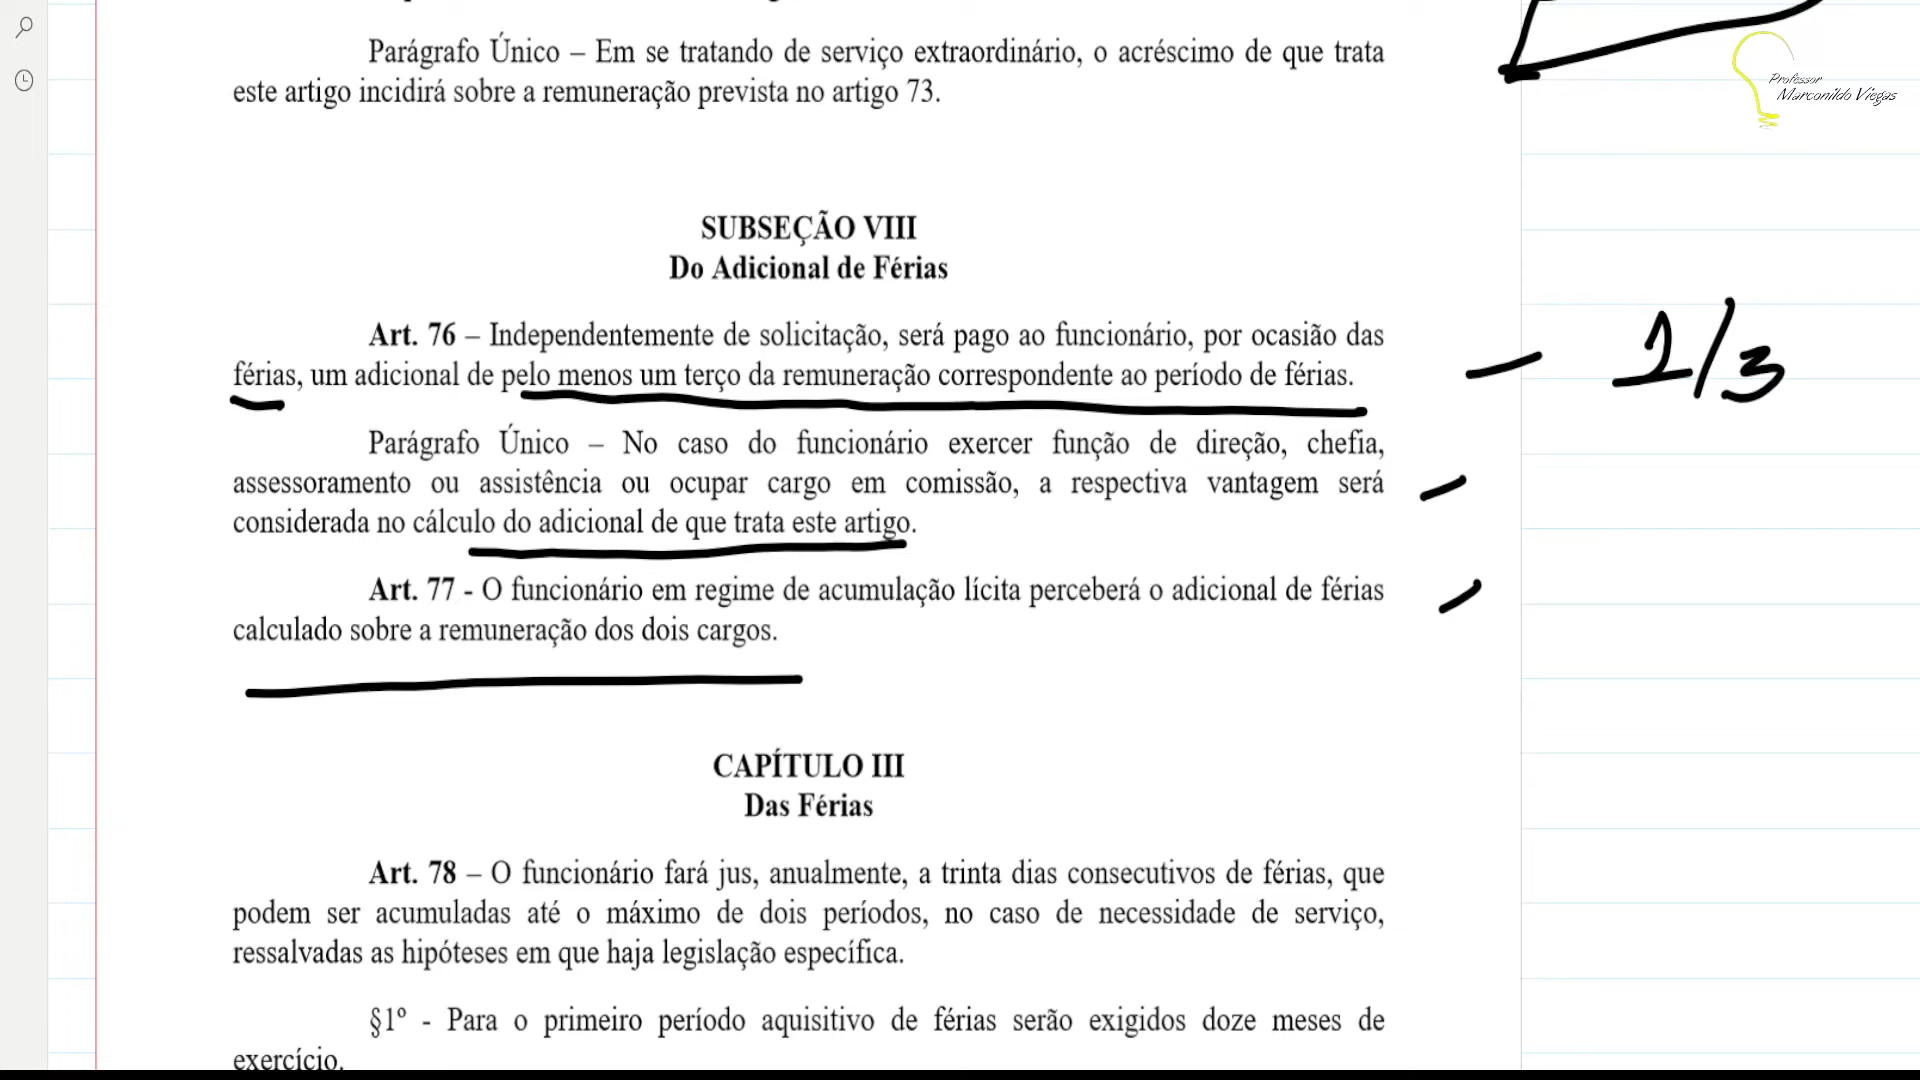 Parágrafo Único – Em se tratando de serviço extraordinário, o acréscimo de que trata
este artigo incidirá sobre a remuneração prevista no artigo 73.
Professor
Marconildo Viegas
SUBSEÇÃO VIII
Do Adicional de Férias
Art. 76 – Independentemente de solicitação, será pago ao funcionário, por ocasião das
férias, um adicional de pelo menos um terço da remuneração correspondente ao período de férias.
1/3
Parágrafo Único – No caso do funcionário exercer função de direção, chefia,
assessoramento ou assistência ou ocupar cargo em comissão, a respectiva vantagem será
considerada no cálculo do adicional de que trata este artigo.
Art. 77 - O funcionário em regime de acumulação lícita perceberá o adicional de férias
calculado sobre a remuneração dos dois cargos.
CAPÍTULO III
Das Férias
Art. 78 – O funcionário fará jus, anualmente, a trinta dias consecutivos de férias, que
podem ser acumuladas até o máximo de dois períodos, no caso de necessidade de serviço,
ressalvadas as hipóteses em que haja legislação específica.
§1º - Para o primeiro período aquisitivo de férias serão exigidos doze meses de
exercício.